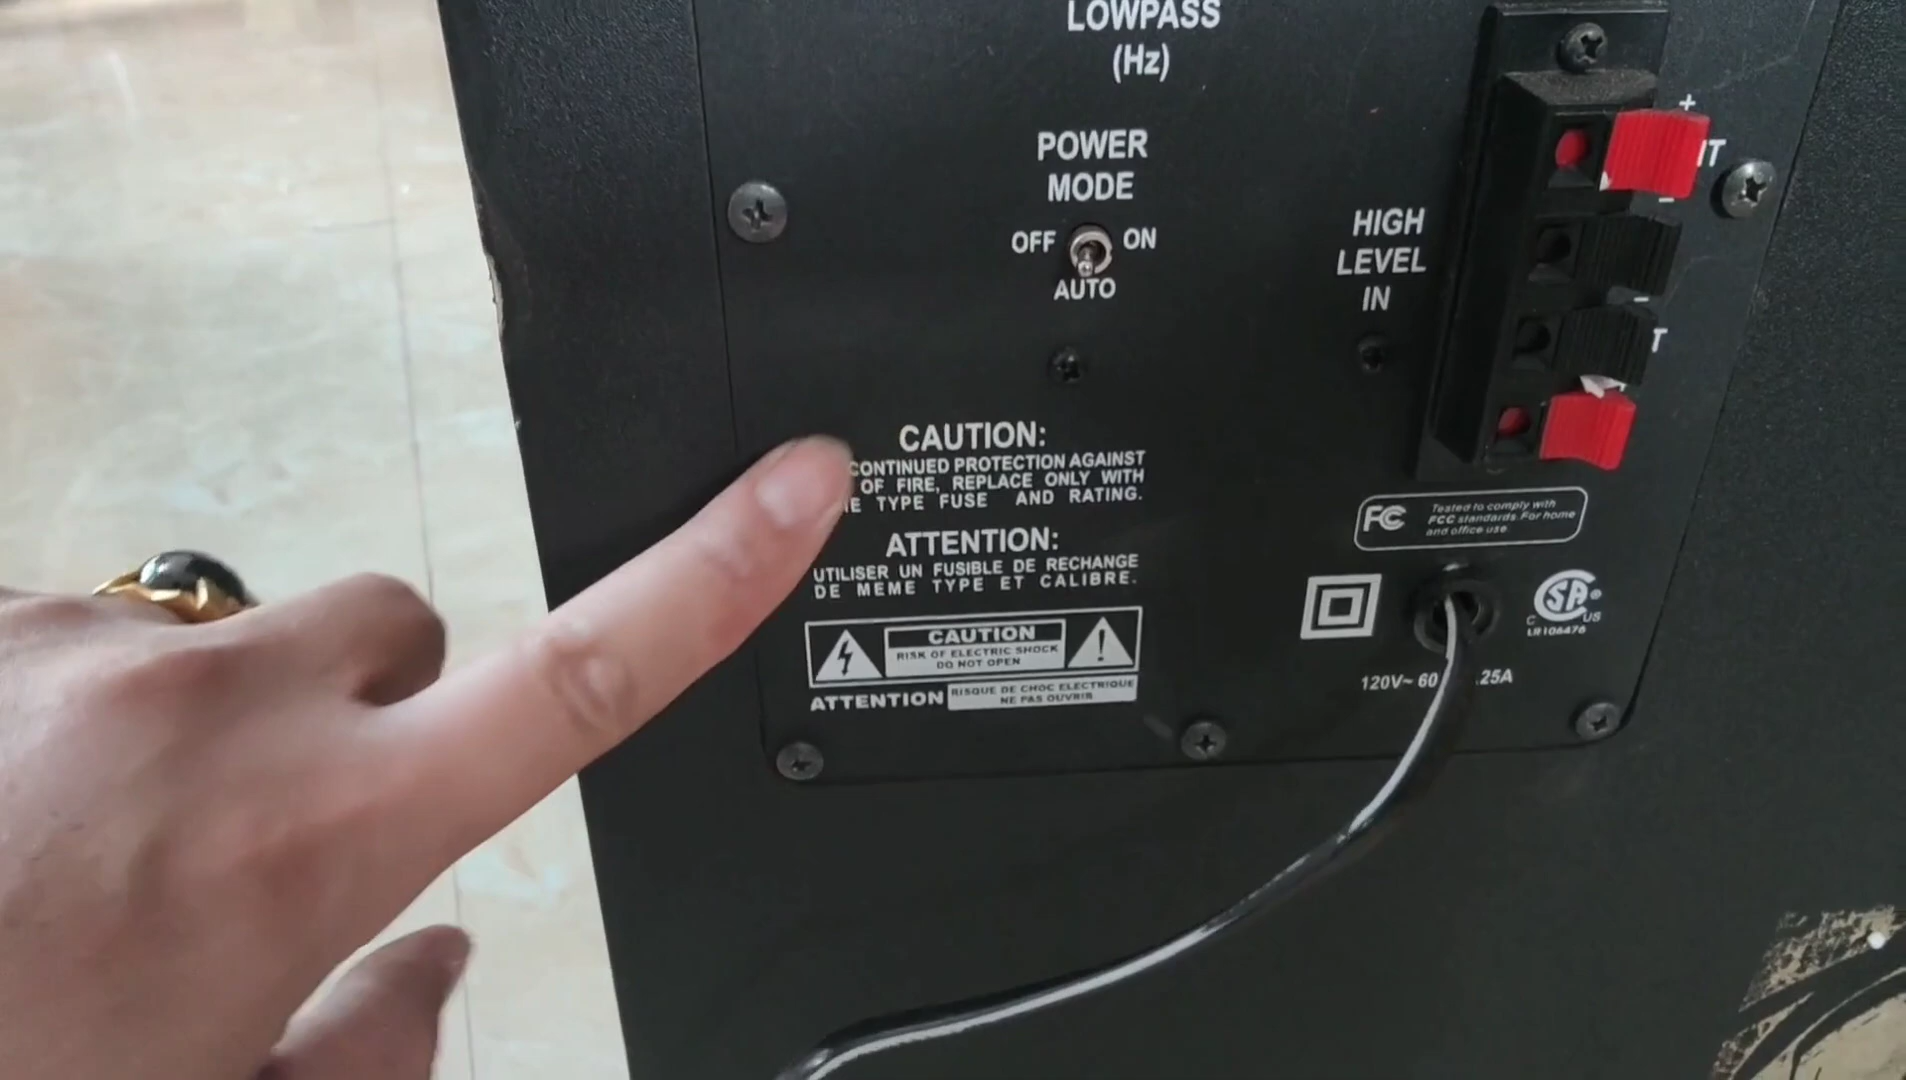 LOWPASS
(Hz)
POWER
MODE
OFF ON
AUTO
HIGH
LEVEL
IN
+
-
-
CAUTION:
CONTINUED PROTECTION AGAINST
OF FIRE, REPLACE ONLY WITH
TYPE FUSE AND RATING.
ATTENTION:
UTILISER UN FUSIBLE DE RECHANGE
DE MEME TYPE ET CALIBRE.
CAUTION
RISK OF ELECTRIC SHOCK
DO NOT OPEN
ATTENTION
RISQUE DE CHOC ELECTRIQUE
NE PAS OUVRIR
FC
Tested to comply with
FCC standards. For home
and office use.
C SA ® US
LR106476
120V~ 60 .25A